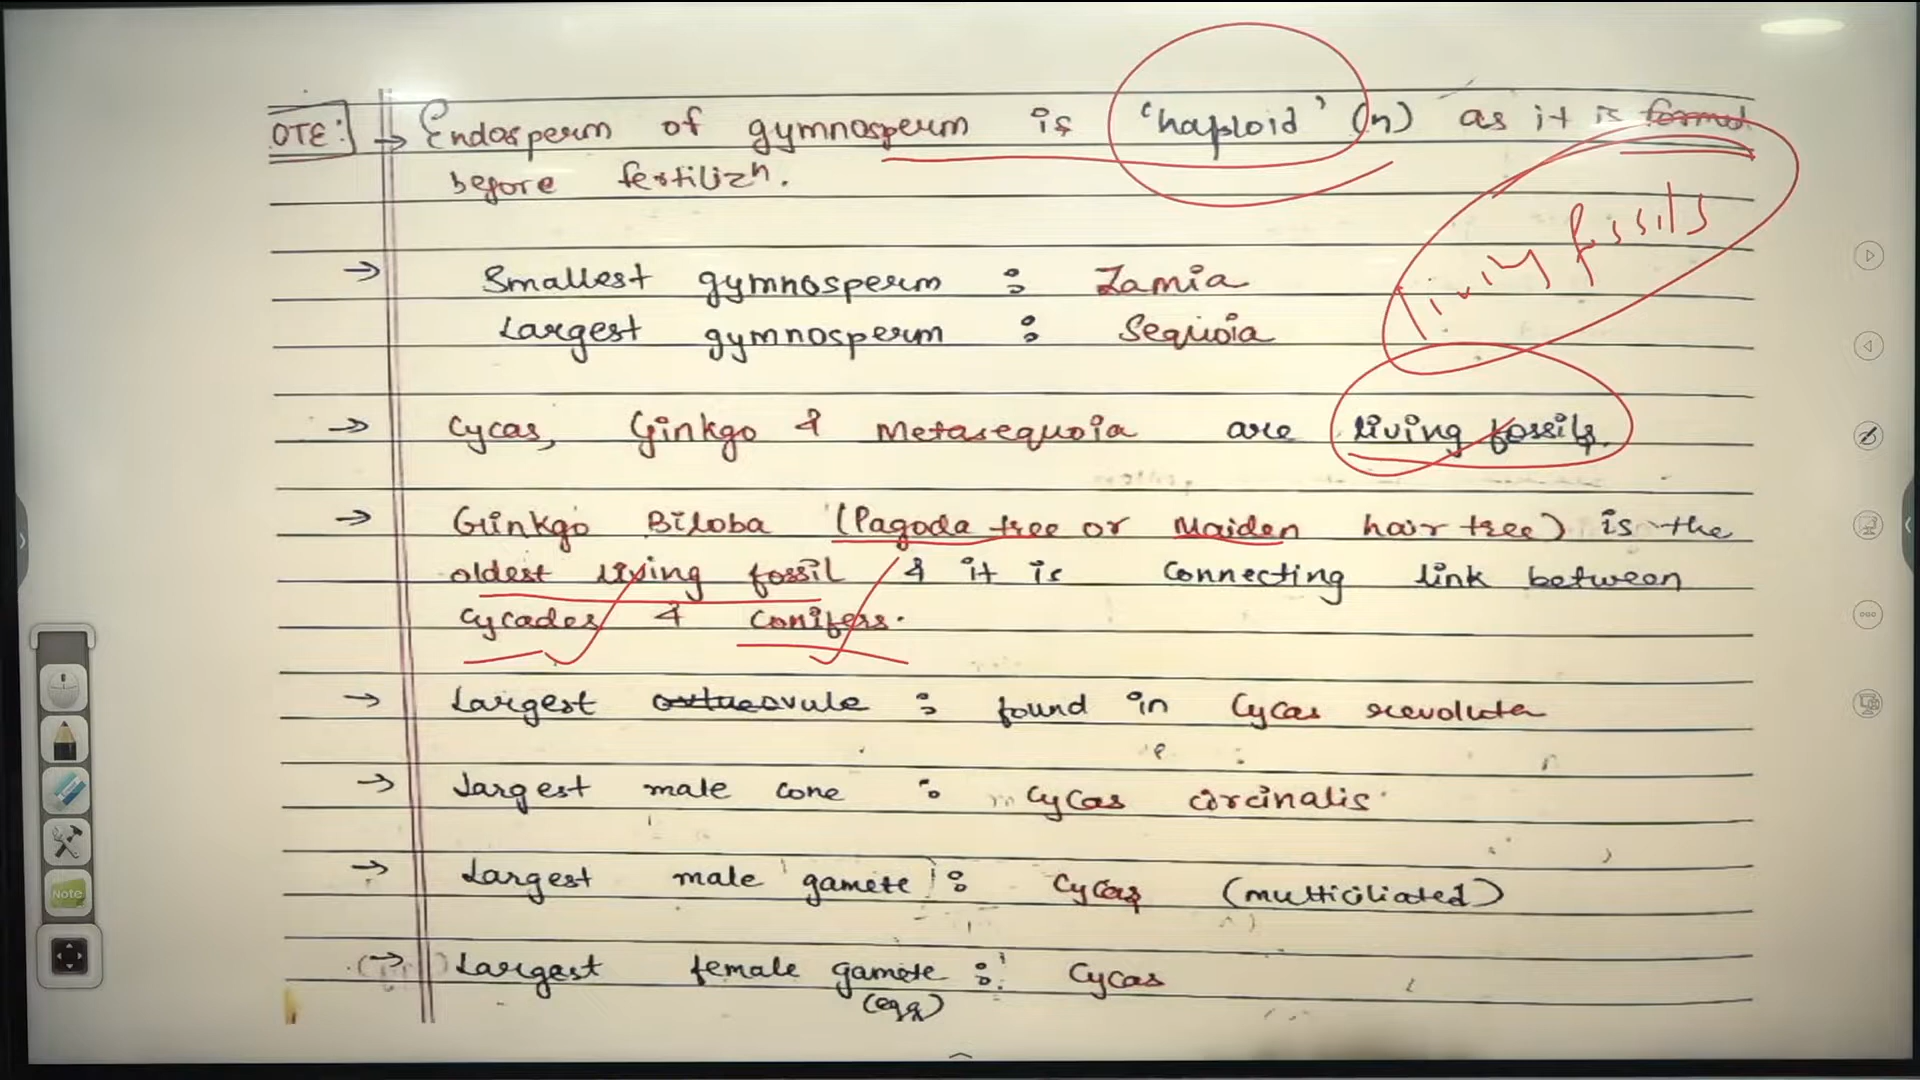 OTE: → Endosperm of gymnosperm is 'haploid' (n) as it is formed
before fertilizn.
living fossils
→ Smallest gymnosperm : Zamia
Largest gymnosperm : Sequoia
→ Cycas, Ginkgo & Metasequoia are living fossils.
→ Ginkgo Biloba (Pagoda tree or Maiden hair tree) is the
oldest living fossil & it is connecting link between
cycades & conifers.
→ Largest ovule : found in Cycas revoluta
→ Largest male cone : Cycas circinalis
→ Largest male gamete : Cycas (multiciliated)
→ Largest female gamete : Cycas
(egg)
Note